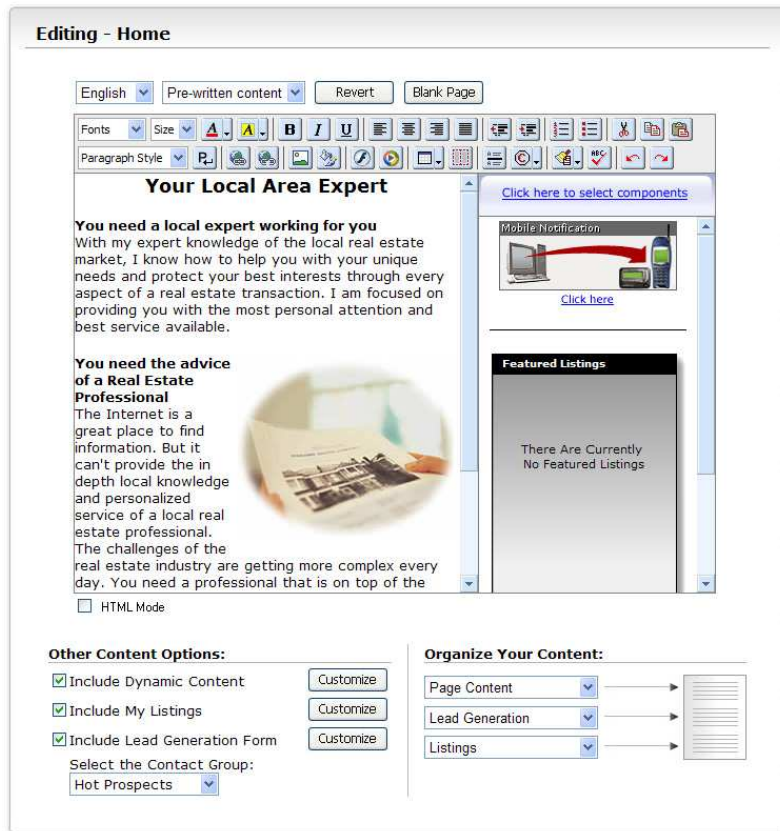 Editing - Home
English Pre-written content Revert Blank Page
Fonts Size A A B I U
Paragraph Style
Click here to select components
Your Local Area Expert
You need a local expert working for you
With my expert knowledge of the local real estate
market, I know how to help you with your unique
needs and protect your best interests through every
aspect of a real estate transaction. I am focused on
providing you with the most personal attention and
best service available.
You need the advice
of a Real Estate
Professional
The Internet is a
great place to find
information. But it
can't provide the in
depth local knowledge
and personalized
service of a local real
estate professional.
The challenges of the
real estate industry are getting more complex every
day. You need a professional that is on top of the
Mobile Notification
Click here
Featured Listings
There Are Currently
No Featured Listings
HTML Mode
Other Content Options:
Include Dynamic Content Customize
Include My Listings Customize
Include Lead Generation Form Customize
Select the Contact Group:
Hot Prospects
Organize Your Content:
Page Content
Lead Generation
Listings